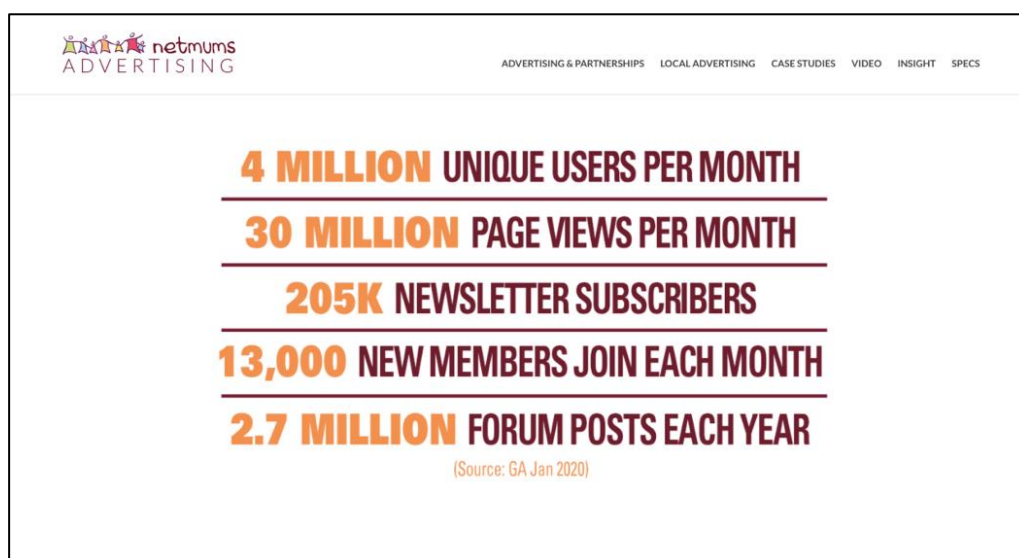 netmums
ADVERTISING
ADVERTISING & PARTNERSHIPS LOCAL ADVERTISING CASE STUDIES VIDEO INSIGHT SPECS
4 MILLION UNIQUE USERS PER MONTH
30 MILLION PAGE VIEWS PER MONTH
205K NEWSLETTER SUBSCRIBERS
13,000 NEW MEMBERS JOIN EACH MONTH
2.7 MILLION FORUM POSTS EACH YEAR
(Source: GA Jan 2020)